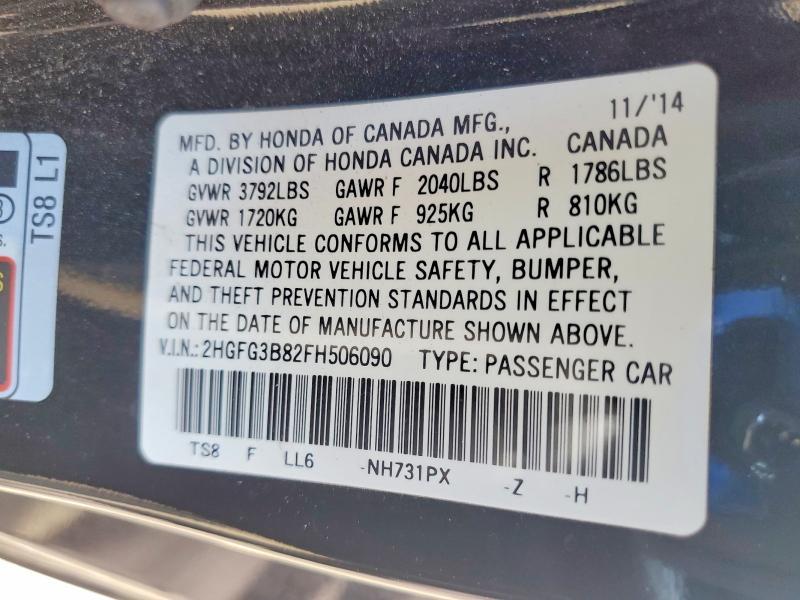 11/'14
MFD. BY HONDA OF CANADA MFG.,
A DIVISION OF HONDA CANADA INC. CANADA
GVWR 3792LBS GAWR F 2040LBS R 1786LBS
GVWR 1720KG GAWR F 925KG R 810KG
THIS VEHICLE CONFORMS TO ALL APPLICABLE
FEDERAL MOTOR VEHICLE SAFETY, BUMPER,
AND THEFT PREVENTION STANDARDS IN EFFECT
ON THE DATE OF MANUFACTURE SHOWN ABOVE.
V.I.N.: 2HGFG3B82FH506090 TYPE: PASSENGER CAR
TS8 F LL6 -NH731PX -Z -H
TS8 L1